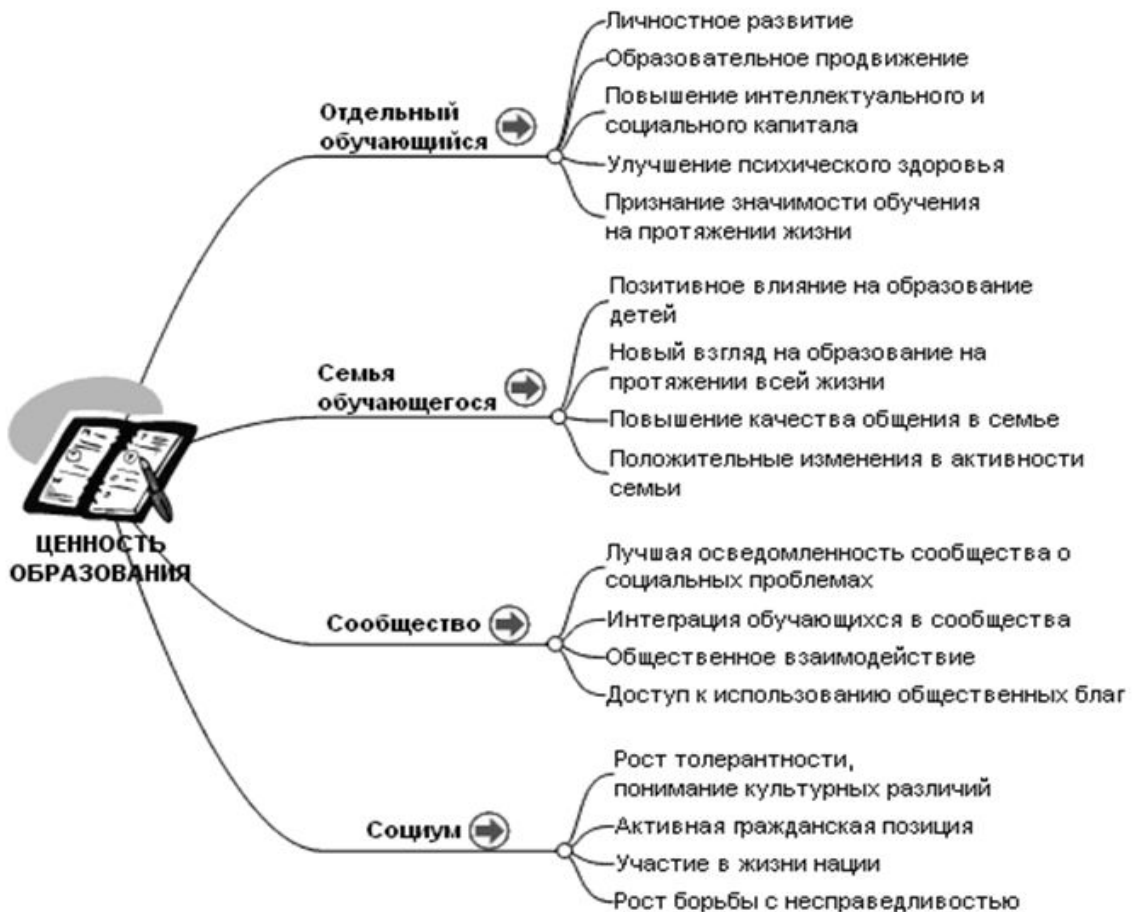 ЦЕННОСТЬ
ОБРАЗОВАНИЯ
Отдельный
обучающийся
Личностное развитие
Образовательное продвижение
Повышение интеллектуального и
социального капитала
Улучшение психического здоровья
Признание значимости обучения
на протяжении жизни
Семья
обучающегося
Позитивное влияние на образование
детей
Новый взгляд на образование на
протяжении всей жизни
Повышение качества общения в семье
Положительные изменения в активности
семьи
Сообщество
Лучшая осведомленность сообщества о
социальных проблемах
Интеграция обучающихся в сообщества
Общественное взаимодействие
Доступ к использованию общественных благ
Социум
Рост толерантности,
понимание культурных различий
Активная гражданская позиция
Участие в жизни нации
Рост борьбы с несправедливостью